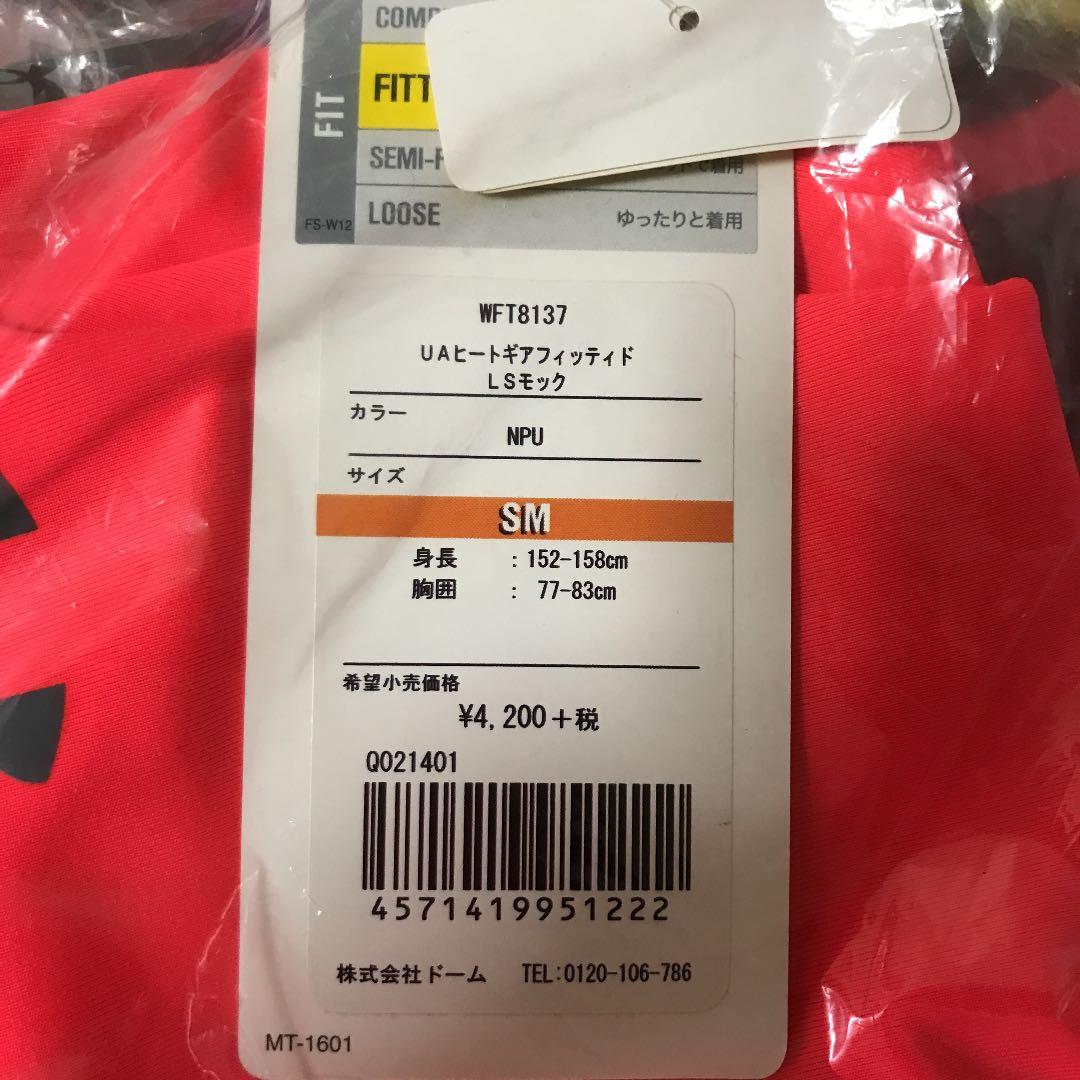 FIT
FITT
SEMI-F
で着用
LOOSE
ゆったりと着用
FS-W12
WFT8137
UAヒートギアフィッティド
LSモック
カラー
NPU
サイズ
SM
身長 : 152-158cm
胸囲 : 77-83cm
希望小売価格
¥4,200+税
Q021401
4571419951222
株式会社ドーム TEL:0120-106-786
MT-1601